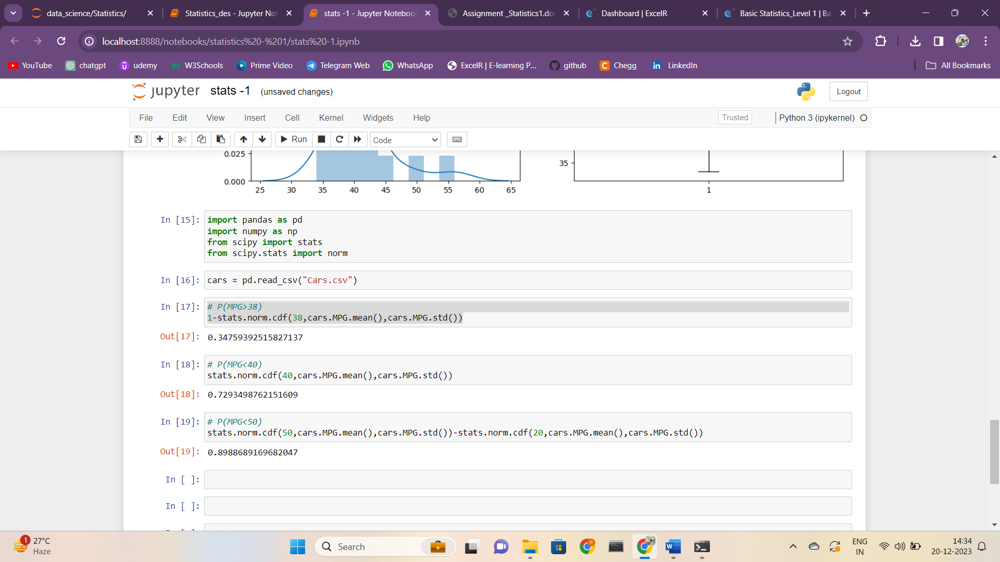 data_science/Statistics/
Statistics_des - Jupyter Not
stats -1 - Jupyter Notebool
Assignment _Statistics1.do
Dashboard | ExcelR
Basic Statistics_Level 1 | Ba
localhost:8888/notebooks/statistics%20-%201/stats%20-1.ipynb
YouTube
chatgpt
udemy
W3Schools
Prime Video
Telegram Web
WhatsApp
ExcelR | E-learning P...
github
Chegg
LinkedIn
All Bookmarks
jupyter stats -1 (unsaved changes)
Logout
File Edit View Insert Cell Kernel Widgets Help
Trusted
Python 3 (ipykernel)
Run
Code
0.025
0.000
25 30 35 40 45 50 55 60 65
35
1
In [15]: import pandas as pd
import numpy as np
from scipy import stats
from scipy.stats import norm
In [16]: cars = pd.read_csv("Cars.csv")
In [17]: # P(MPG>38)
1-stats.norm.cdf(38,cars.MPG.mean(),cars.MPG.std())
Out[17]: 0.34759392515827137
In [18]: # P(MPG<40)
stats.norm.cdf(40,cars.MPG.mean(),cars.MPG.std())
Out[18]: 0.7293498762151609
In [19]: # P(MPG<50)
stats.norm.cdf(50,cars.MPG.mean(),cars.MPG.std())-stats.norm.cdf(20,cars.MPG.mean(),cars.MPG.std())
Out[19]: 0.8988689169682047
In [ ]:
In [ ]:
1
27°C
Haze
Search
ENG
IN
14:34
20-12-2023